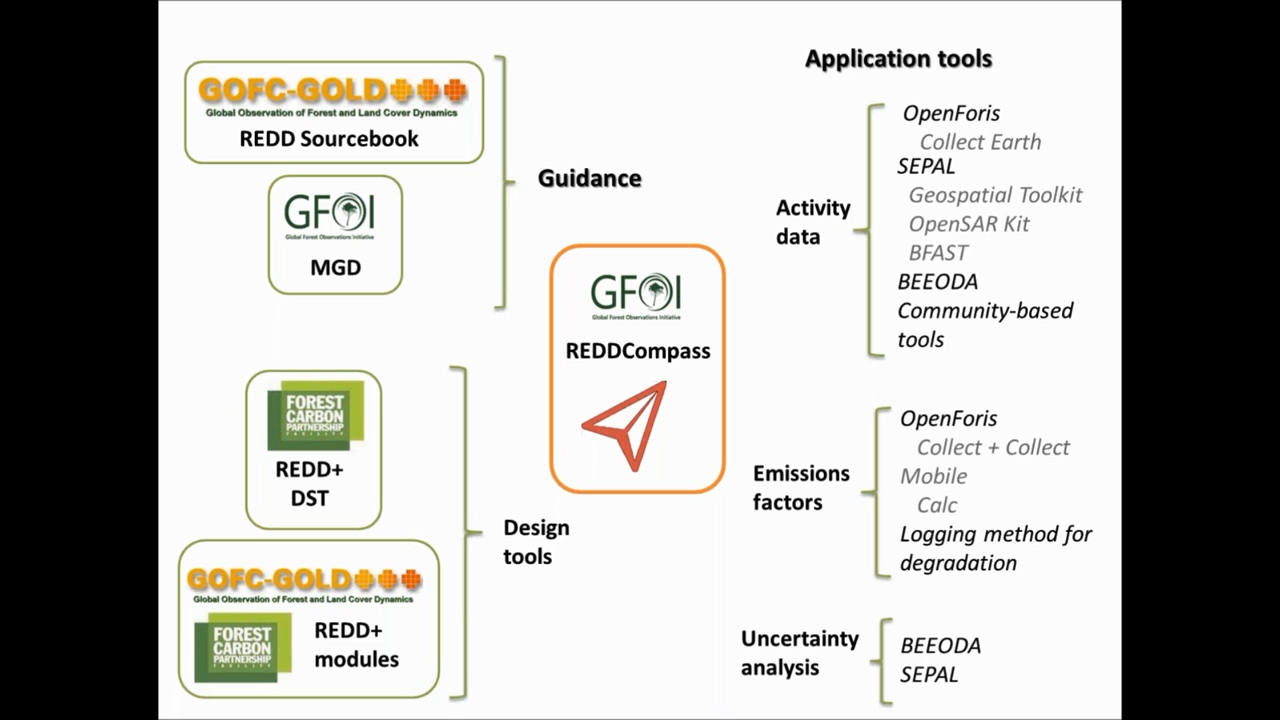 GOFC-GOLD
Global Observation of Forest and Land Cover Dynamics
REDD Sourcebook
GFOI
Global Forest Observations Initiative
MGD
Guidance
FOREST
CARBON
PARTNERSHIP
FACILITY
REDD+
DST
GOFC-GOLD
Global Observation of Forest and Land Cover Dynamics
FOREST
CARBON
PARTNERSHIP
FACILITY
REDD+
modules
Design
tools
GFOI
Global Forest Observations Initiative
REDDCompass
Application tools
Activity
data
OpenForis
Collect Earth
SEPAL
Geospatial Toolkit
OpenSAR Kit
BFAST
BEEODA
Community-based
tools
Emissions
factors
OpenForis
Collect + Collect
Mobile
Calc
Logging method for
degradation
Uncertainty
analysis
BEEODA
SEPAL